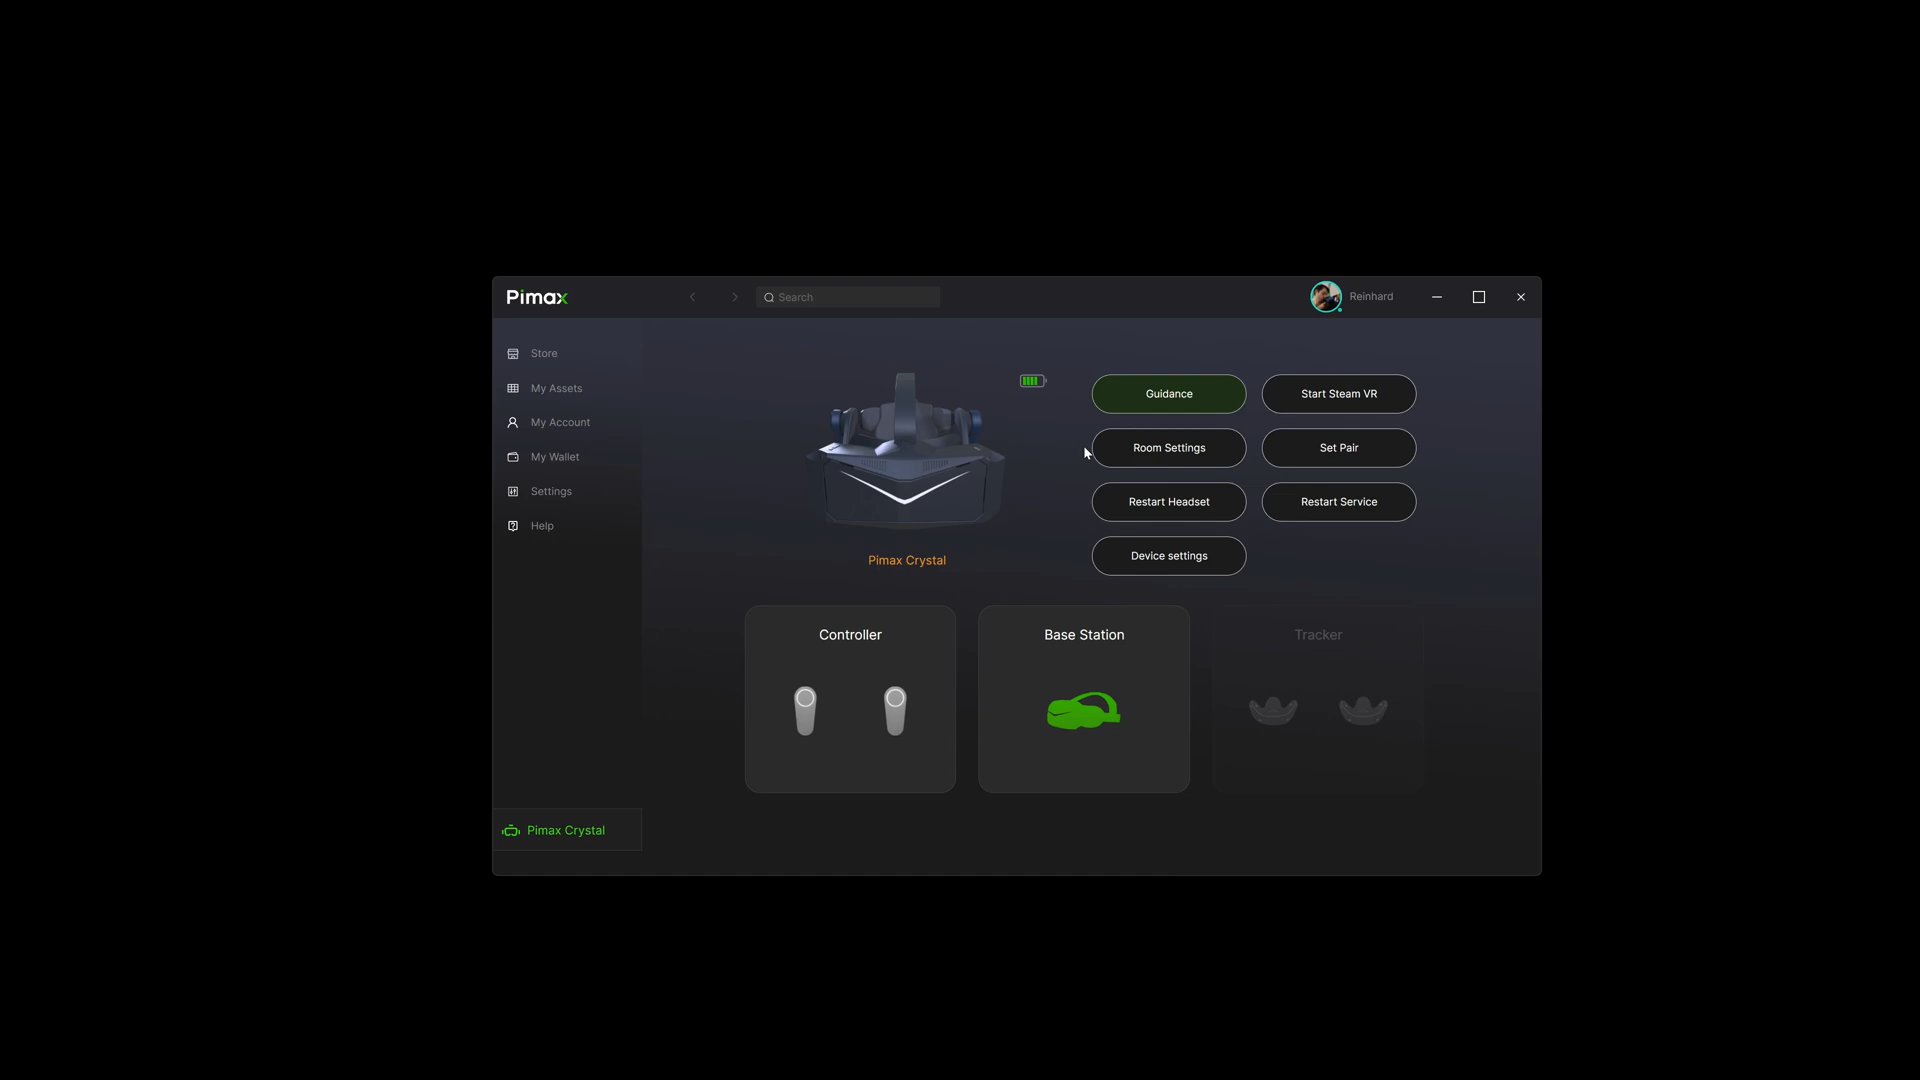 Pimax
Search
Reinhard
Store
My Assets
My Account
My Wallet
Settings
Help
Guidance
Start Steam VR
Room Settings
Set Pair
Restart Headset
Restart Service
Device settings
Pimax Crystal
Controller
Base Station
Tracker
Pimax Crystal